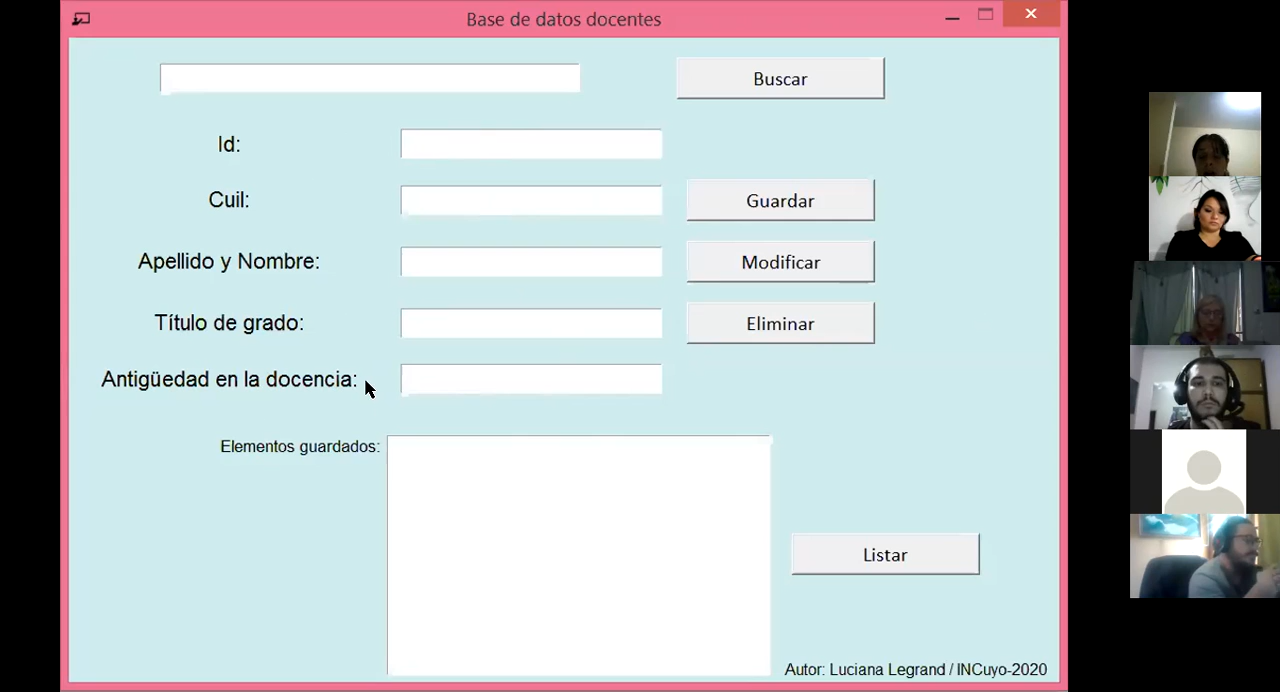 Base de datos docentes
Buscar
Id:
Cuil:
Guardar
Apellido y Nombre:
Modificar
Título de grado:
Eliminar
Antigüedad en la docencia:
Elementos guardados:
Listar
Autor: Luciana Legrand / INCuyo-2020